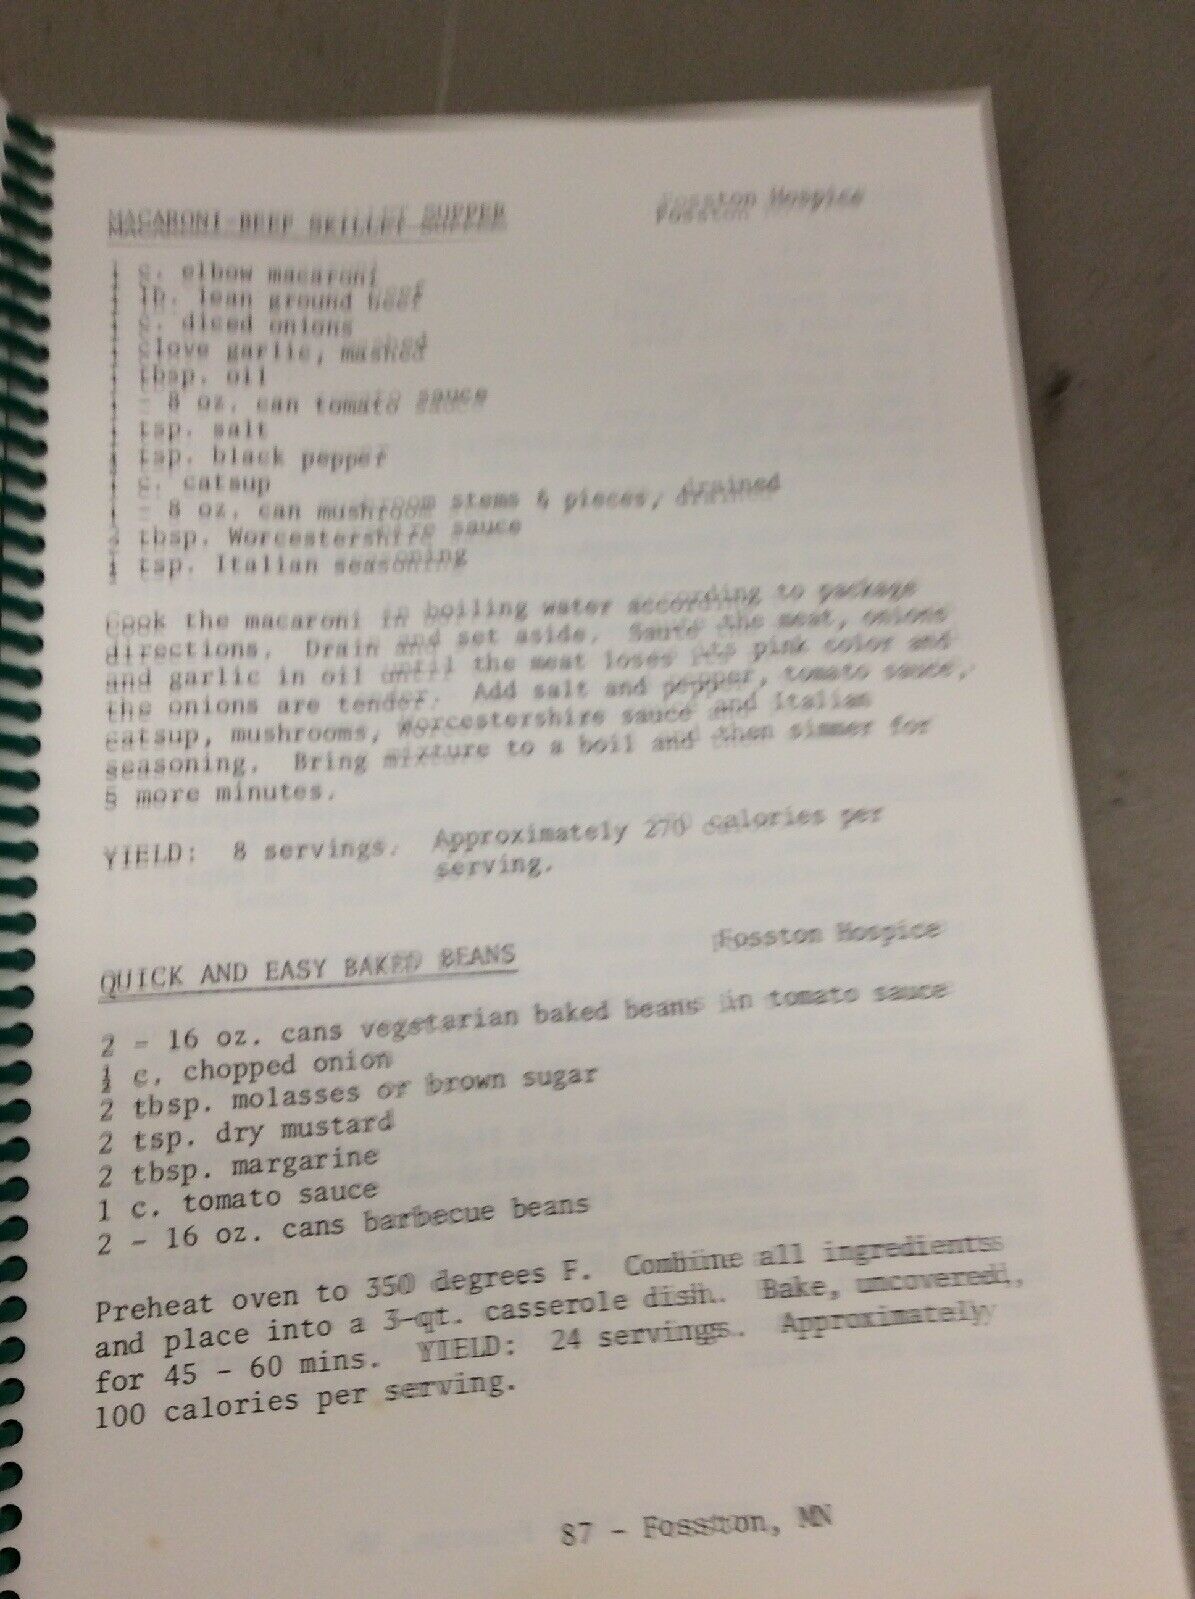 MACARONI-BEEF SKILLET SUPPER Fosston Hospice
c. elbow macaroni
lb. lean ground beef
c. diced onions
clove garlic, mashed
tbsp. oil
- 8 oz. can tomato sauce
tsp. salt
tsp. black pepper
c. catsup
- 8 oz. can mushroom stems & pieces, drained
2 tbsp. Worcestershire sauce
tsp. Italian seasoning
Cook the macaroni in boiling water according to package
directions. Drain and set aside. Saute the meat, onions
and garlic in oil until the meat loses its pink color and
the onions are tender. Add salt and pepper, tomato sauce,
catsup, mushrooms, Worcestershire sauce and Italian
seasoning. Bring mixture to a boil and then simmer for
5 more minutes.
YIELD: 8 servings. Approximately 270 calories per
serving.
QUICK AND EASY BAKED BEANS Fosston Hospice
2 - 16 oz. cans vegetarian baked beans in tomato sauce
½ c. chopped onion
2 tbsp. molasses or brown sugar
2 tsp. dry mustard
2 tbsp. margarine
1 c. tomato sauce
2 - 16 oz. cans barbecue beans
Preheat oven to 350 degrees F. Combine all ingredients
and place into a 3-qt. casserole dish. Bake, uncovered,
for 45 - 60 mins. YIELD: 24 servings. Approximately
100 calories per serving.
87 - Fosston, MN